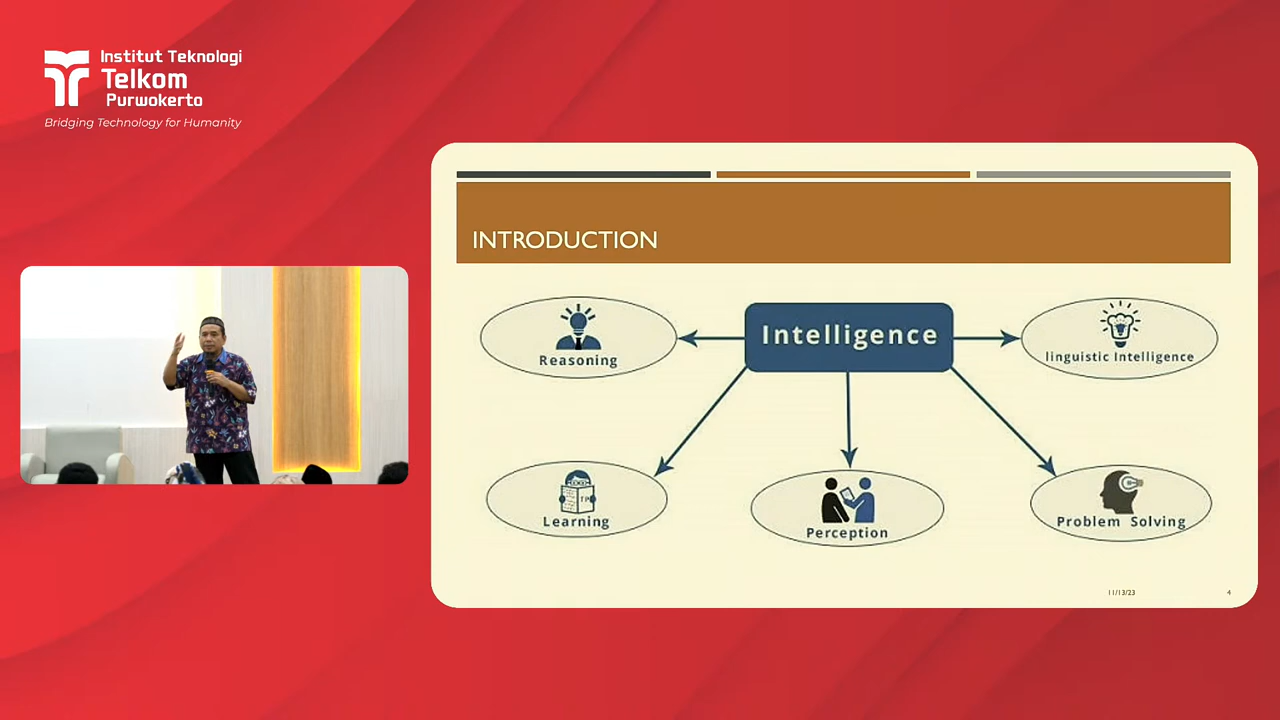 Institut Teknologi
Telkom
Purwokerto
Bridging Technology for Humanity
INTRODUCTION
Intelligence
Reasoning
linguistic Intelligence
Learning
Perception
Problem Solving
11/13/23
4